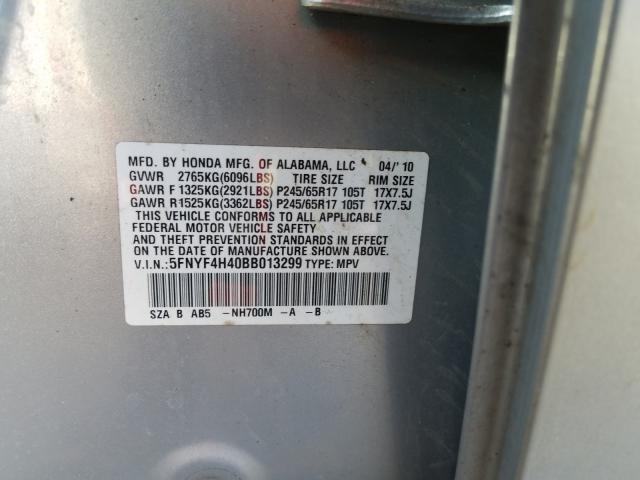 MFD. BY HONDA MFG. OF ALABAMA, LLC 04/'10
GVWR 2765KG(6096LBS) TIRE SIZE RIM SIZE
GAWR F 1325KG(2921LBS) P245/65R17 105T 17X7.5J
GAWR R1525KG(3362LBS) P245/65R17 105T 17X7.5J
THIS VEHICLE CONFORMS TO ALL APPLICABLE
FEDERAL MOTOR VEHICLE SAFETY
AND THEFT PREVENTION STANDARDS IN EFFECT
ON THE DATE OF MANUFACTURE SHOWN ABOVE.
V.I.N.:5FNYF4H40BB013299 TYPE: MPV
SZA B AB5 -NH700M -A -B